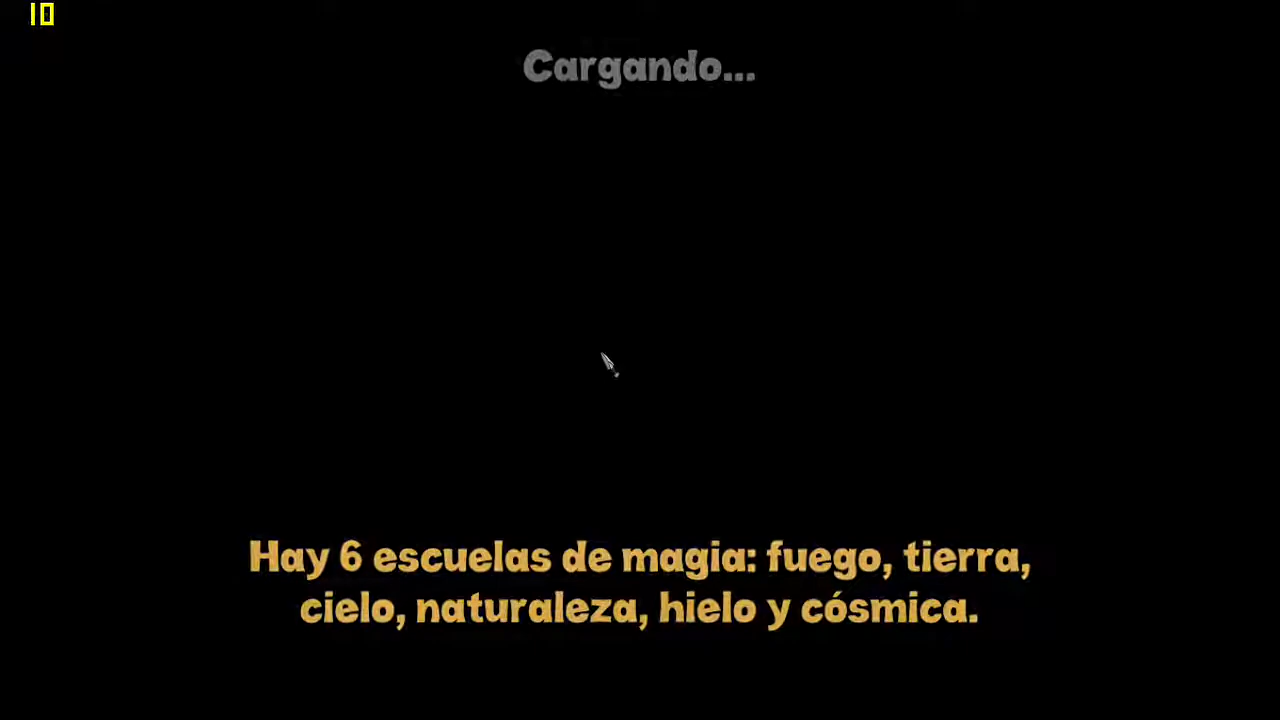 10
Cargando...
Hay 6 escuelas de magia: fuego, tierra,
cielo, naturaleza, hielo y cósmica.